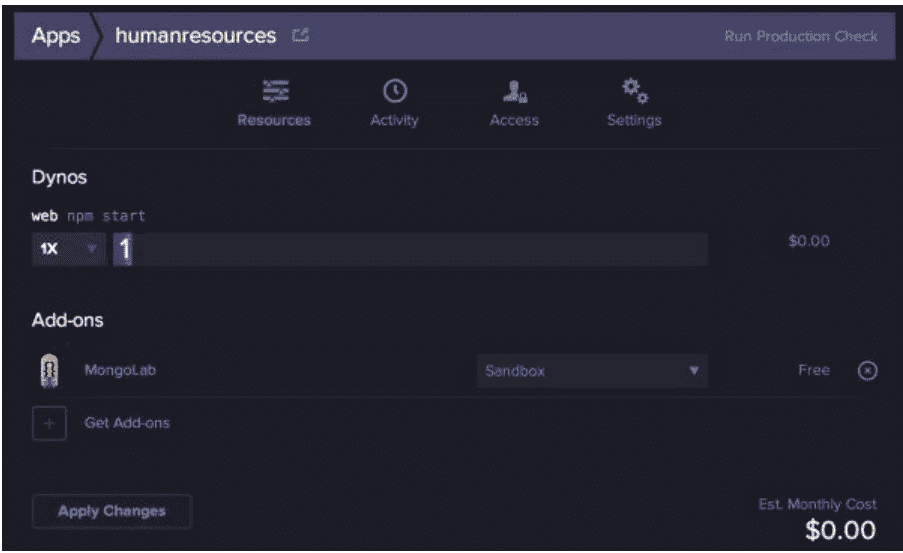 Apps humanresources Run Production Check
Resources Activity Access Settings
Dynos
web npm start
1X 1 $0.00
Add-ons
MongoLab Sandbox Free
Get Add-ons
Apply Changes
Est. Monthly Cost
$0.00